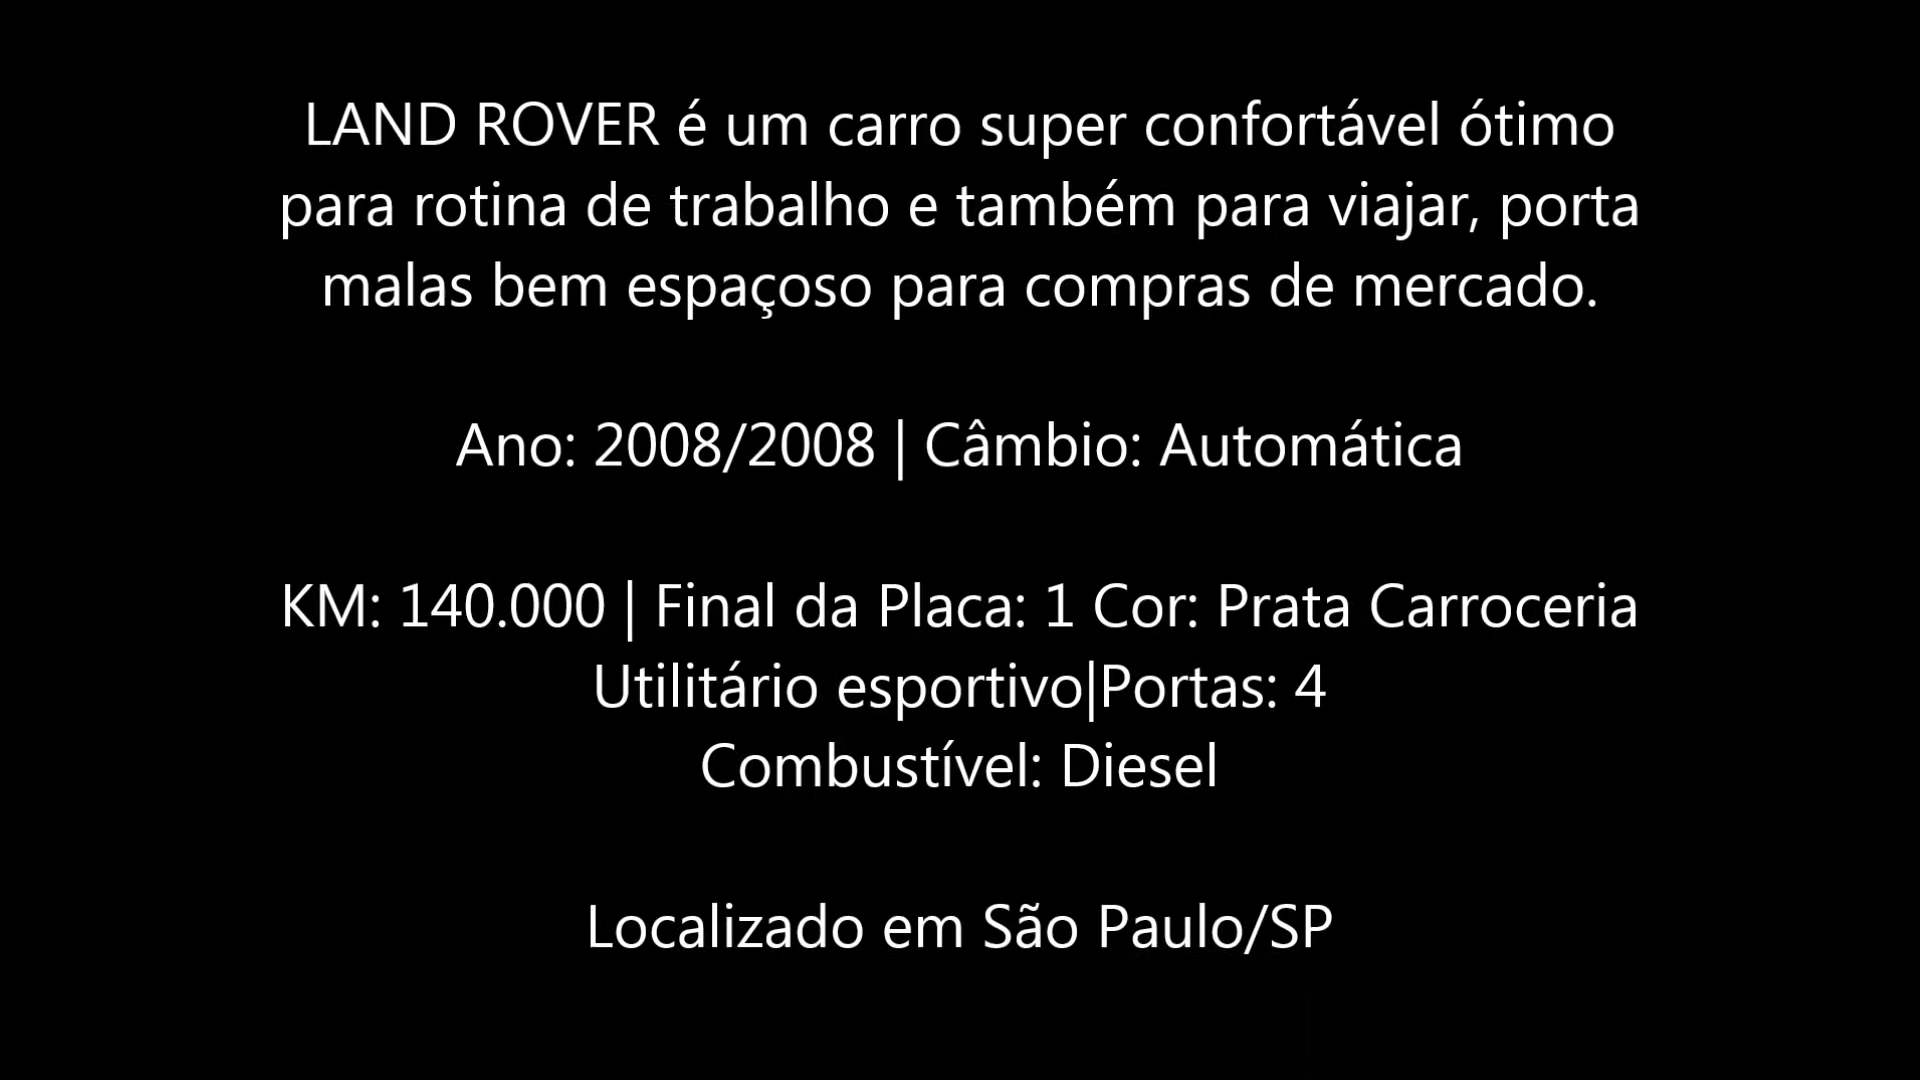 LAND ROVER é um carro super confortável ótimo
para rotina de trabalho e também para viajar, porta
malas bem espaçoso para compras de mercado.
Ano: 2008/2008 | Câmbio: Automática
KM: 140.000 | Final da Placa: 1 Cor: Prata Carroceria
Utilitário esportivo|Portas: 4
Combustível: Diesel
Localizado em São Paulo/SP